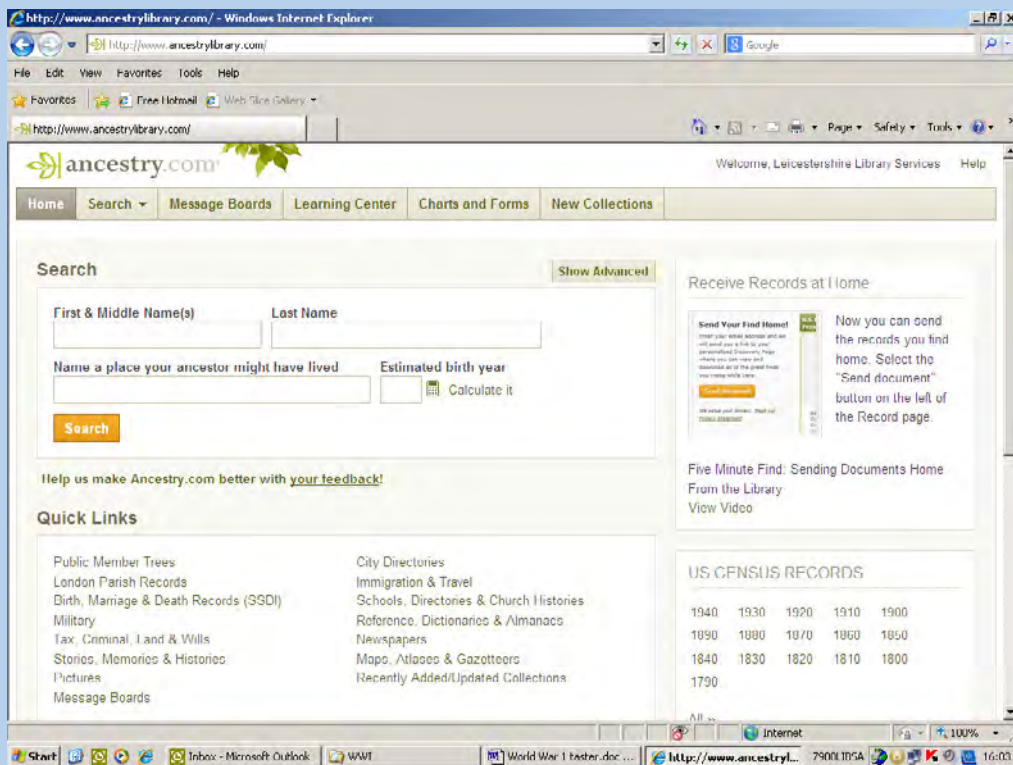 http://www.ancestrylibrary.com/ - Windows Internet Explorer
http://www.ancestrylibrary.com/
Google
File Edit View Favorites Tools Help
Favorites Free Hotmail Web Slice Gallery
http://www.ancestrylibrary.com/
Page Safety Tools
ancestry.com
Welcome, Leicestershire Library Services Help
Home Search Message Boards Learning Center Charts and Forms New Collections
Search
Show Advanced
First & Middle Name(s) Last Name
Name a place your ancestor might have lived Estimated birth year
Calculate it
Search
Help us make Ancestry.com better with your feedback!
Quick Links
Public Member Trees
London Parish Records
Birth, Marriage & Death Records (SSDI)
Military
Tax, Criminal, Land & Wills
Stories, Memories & Histories
Pictures
Message Boards
City Directories
Immigration & Travel
Schools, Directories & Church Histories
Reference, Dictionaries & Almanacs
Newspapers
Maps, Atlases & Gazetteers
Recently Added/Updated Collections
Receive Records at Home
Send Your Find Home!
Now you can send
the records you find
home. Select the
"Send document"
button on the left of
the Record page.
Five Minute Find: Sending Documents Home
From the Library
View Video
US CENSUS RECORDS
1940 1930 1920 1910 1900
1890 1880 1870 1860 1850
1840 1830 1820 1810 1800
1790
All »
Internet 100%
Start Inbox - Microsoft Outlook WWI World War 1 taster.doc ... http://www.ancestryl... 16:03